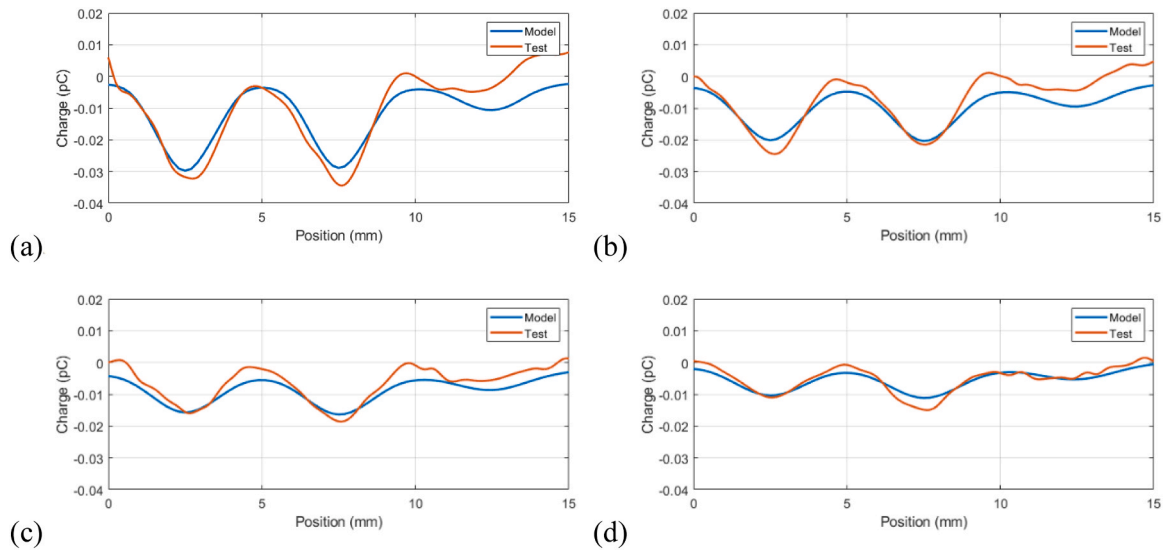 0.02
0.01
0
-0.01
-0.02
-0.03
-0.04
Charge (pC)
Model
Test
0 5 10 15
Position (mm)
(a)
0.02
0.01
0
-0.01
-0.02
-0.03
-0.04
Charge (pC)
Model
Test
0 5 10 15
Position (mm)
(b)
0.02
0.01
0
-0.01
-0.02
-0.03
-0.04
Charge (pC)
Model
Test
0 5 10 15
Position (mm)
(c)
0.02
0.01
0
-0.01
-0.02
-0.03
-0.04
Charge (pC)
Model
Test
0 5 10 15
Position (mm)
(d)